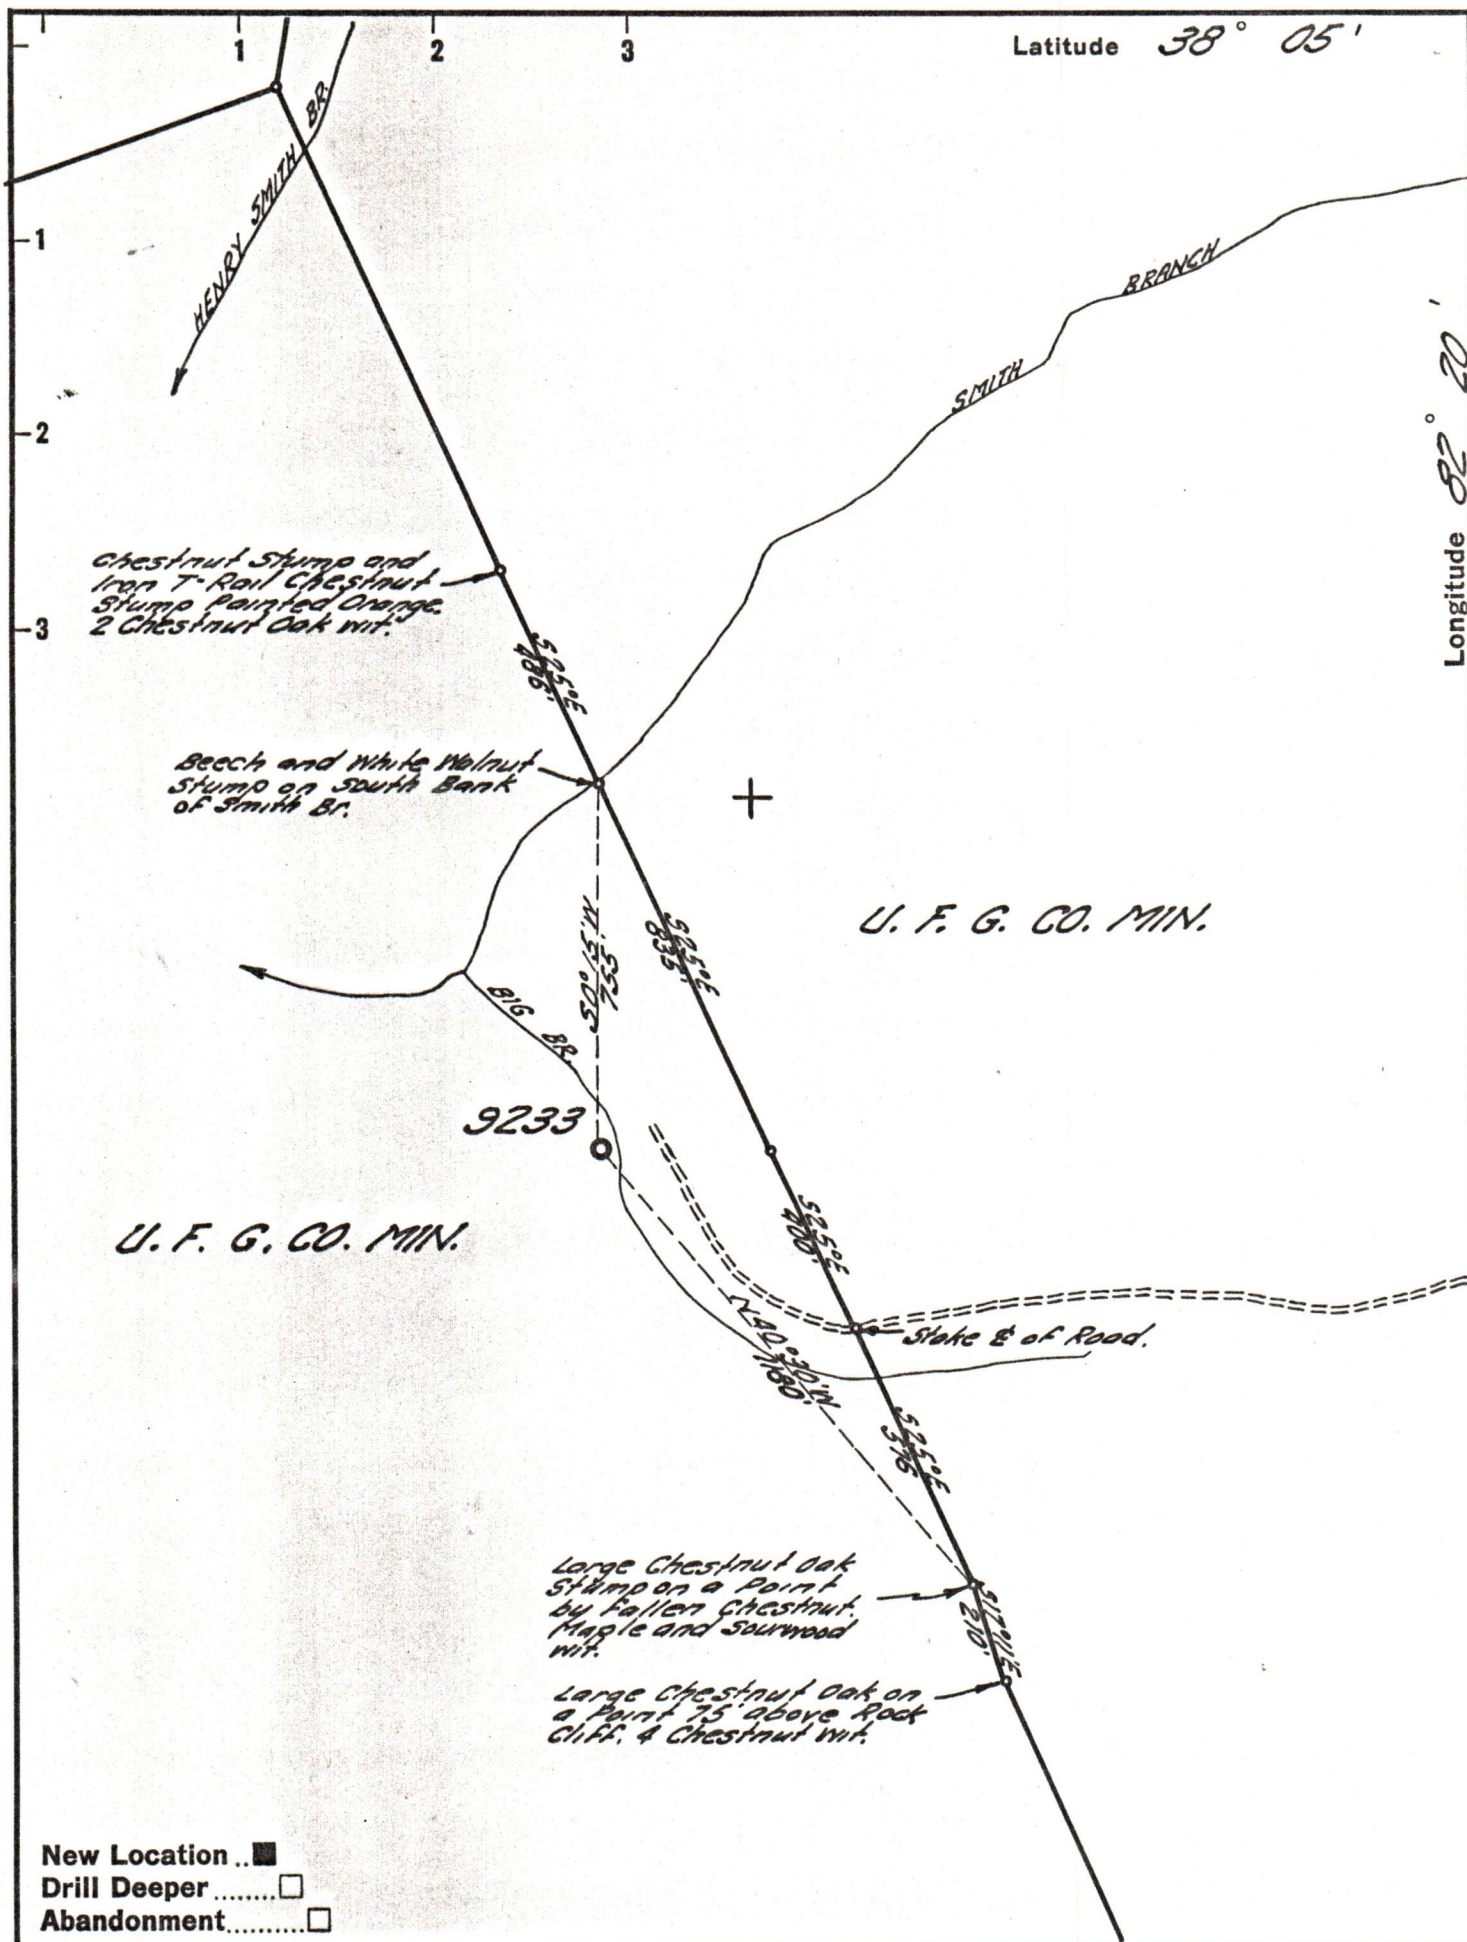 1 2 3
Latitude 38° 05'
HENRY SMITH BR.
1
BRANCH
SMITH
2
Longitude 82° 20'
Chestnut Stump and
Iron T-Rail Chestnut
Stump Painted Orange.
2 Chestnut Oak wit.
3
S25°E
486'
Beech and White Walnut
Stump on South Bank
of Smith Br.
U. F. G. CO. MIN.
S25°E
835'
S0°15'W
755'
BIG BR.
9233
U. F. G. CO. MIN.
S25°E
400'
Stake ℄ of Road.
N40°30'W
1180'
S25°E
576
Large Chestnut Oak
Stump on a Point
by Fallen Chestnut.
Maple and Sourwood
wit.
S17°11'E
210'
Large Chestnut Oak on
a Point 75' above Rock
Cliff. 4 Chestnut wit.
New Location .. ■
Drill Deeper ........ □
Abandonment .......... □